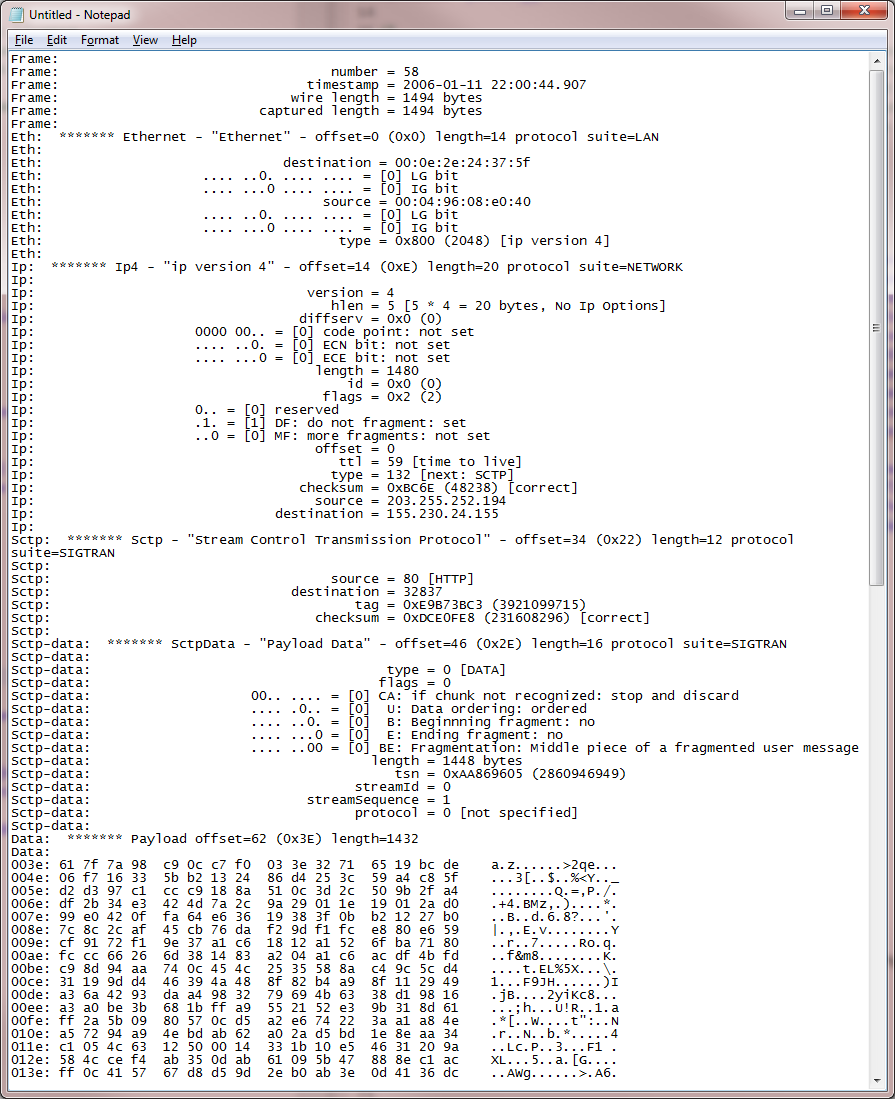 Untitled - Notepad
File Edit Format View Help
Frame:
Frame: number = 58
Frame: timestamp = 2006-01-11 22:00:44.907
Frame: wire length = 1494 bytes
Frame: captured length = 1494 bytes
Frame:
Eth: ******* Ethernet - "Ethernet" - offset=0 (0x0) length=14 protocol suite=LAN
Eth:
Eth: destination = 00:0e:2e:24:37:5f
Eth: .... ..0. .... .... = [0] LG bit
Eth: .... ...0 .... .... = [0] IG bit
Eth: source = 00:04:96:08:e0:40
Eth: .... ..0. .... .... = [0] LG bit
Eth: .... ...0 .... .... = [0] IG bit
Eth: type = 0x800 (2048) [ip version 4]
Eth:
Ip: ******* Ip4 - "ip version 4" - offset=14 (0xE) length=20 protocol suite=NETWORK
Ip:
Ip: version = 4
Ip: hlen = 5 [5 * 4 = 20 bytes, No Ip Options]
Ip: diffserv = 0x0 (0)
Ip: 0000 00.. = [0] code point: not set
Ip: .... ..0. = [0] ECN bit: not set
Ip: .... ...0 = [0] ECE bit: not set
Ip: length = 1480
Ip: id = 0x0 (0)
Ip: flags = 0x2 (2)
Ip: 0.. = [0] reserved
Ip: .1. = [1] DF: do not fragment: set
Ip: ..0 = [0] MF: more fragments: not set
Ip: offset = 0
Ip: ttl = 59 [time to live]
Ip: type = 132 [next: SCTP]
Ip: checksum = 0xBC6E (48238) [correct]
Ip: source = 203.255.252.194
Ip: destination = 155.230.24.155
Ip:
Sctp: ******* Sctp - "Stream Control Transmission Protocol" - offset=34 (0x22) length=12 protocol
suite=SIGTRAN
Sctp:
Sctp: source = 80 [HTTP]
Sctp: destination = 32837
Sctp: tag = 0xE9B73BC3 (3921099715)
Sctp: checksum = 0xDCE0FE8 (231608296) [correct]
Sctp:
Sctp-data: ******* SctpData - "Payload Data" - offset=46 (0x2E) length=16 protocol suite=SIGTRAN
Sctp-data:
Sctp-data: type = 0 [DATA]
Sctp-data: flags = 0
Sctp-data: 00.. .... = [0] CA: if chunk not recognized: stop and discard
Sctp-data: .... .0.. = [0] U: Data ordering: ordered
Sctp-data: .... ..0. = [0] B: Beginnning fragment: no
Sctp-data: .... ...0 = [0] E: Ending fragment: no
Sctp-data: .... ..00 = [0] BE: Fragmentation: Middle piece of a fragmented user message
Sctp-data: length = 1448 bytes
Sctp-data: tsn = 0xAA869605 (2860946949)
Sctp-data: streamId = 0
Sctp-data: streamSequence = 1
Sctp-data: protocol = 0 [not specified]
Sctp-data:
Data: ******* Payload offset=62 (0x3E) length=1432
Data:
003e: 61 7f 7a 98 c9 0c c7 f0 03 3e 32 71 65 19 bc de a.z......>2qe...
004e: 06 f7 16 33 5b b2 13 24 86 d4 25 3c 59 a4 c8 5f ...3[..$..%<Y.._
005e: d2 d3 97 c1 cc c9 18 8a 51 0c 3d 2c 50 9b 2f a4 ........Q.=,P./.
006e: df 2b 34 e3 42 4d 7a 2c 9a 29 01 1e 19 01 2a d0 .+4.BMz,.)....*.
007e: 99 e0 42 0f fa 64 e6 36 19 38 3f 0b b2 12 27 b0 ..B..d.6.8?...'.
008e: 7c 8c 2c af 45 cb 76 da f2 9d f1 fc e8 80 e6 59 |.,.E.v........Y
009e: cf 91 72 f1 9e 37 a1 c6 18 12 a1 52 6f ba 71 80 ..r..7.....Ro.q.
00ae: fc cc 66 26 6d 38 14 83 a2 04 a1 c6 ac df 4b fd ..f&m8........K.
00be: c9 8d 94 aa 74 0c 45 4c 25 35 58 8a c4 9c 5c d4 ....t.EL%5X...\.
00ce: 31 19 9d d4 46 39 4a 48 8f 82 b4 a9 8f 11 29 49 1...F9JH......)I
00de: a3 6a 42 93 da a4 98 32 79 69 4b 63 38 d1 98 16 .jB....2yiKc8...
00ee: a3 a0 be 3b 68 1b ff a9 55 21 52 e3 9b 31 8d 61 ...;h...U!R..1.a
00fe: ff 2a 5b 09 80 57 0c d5 a2 e6 74 22 3a a1 a8 4e .*[..W....t":..N
010e: a5 72 94 a9 4e bd ab 62 a0 2a d5 bd 1e 8e aa 34 .r..N..b.*.....4
011e: c1 05 4c 63 12 50 00 14 33 1b 10 e5 46 31 20 9a ..Lc.P..3...F1 .
012e: 58 4c ce f4 ab 35 0d ab 61 09 5b 47 88 8e c1 ac XL...5..a.[G....
013e: ff 0c 41 57 67 d8 d5 9d 2e b0 ab 3e 0d 41 36 dc ..AWg......>.A6.